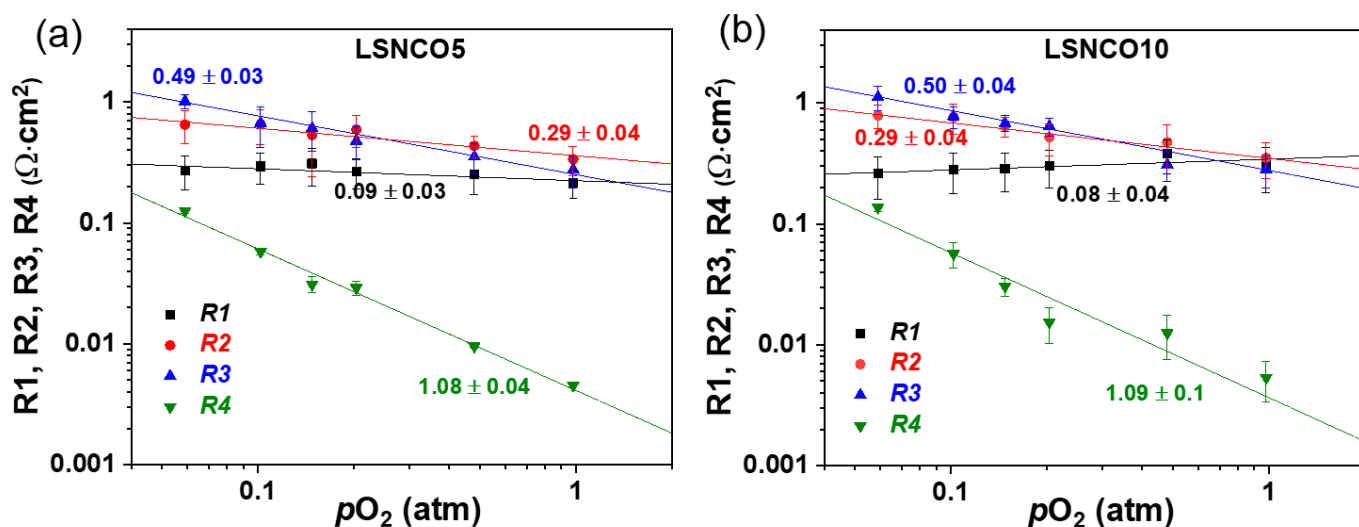 (a)
LSNCO5
R1, R2, R3, R4 (Ω·cm²)
1
0.1
0.01
0.001
0.49 ± 0.03
0.29 ± 0.04
0.09 ± 0.03
1.08 ± 0.04
R1
R2
R3
R4
0.1
1
pO₂ (atm)
(b)
LSNCO10
R1, R2, R3, R4 (Ω·cm²)
1
0.1
0.01
0.001
0.50 ± 0.04
0.29 ± 0.04
0.08 ± 0.04
1.09 ± 0.1
R1
R2
R3
R4
0.1
1
pO₂ (atm)